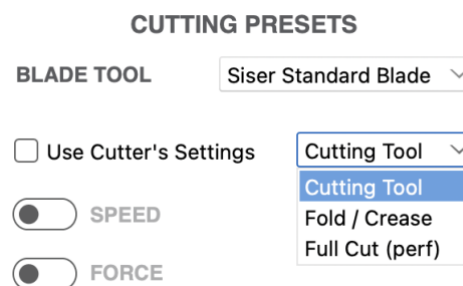 CUTTING PRESETS
BLADE TOOL Siser Standard Blade
Use Cutter's Settings Cutting Tool
Cutting Tool
SPEED Fold / Crease
Full Cut (perf)
FORCE